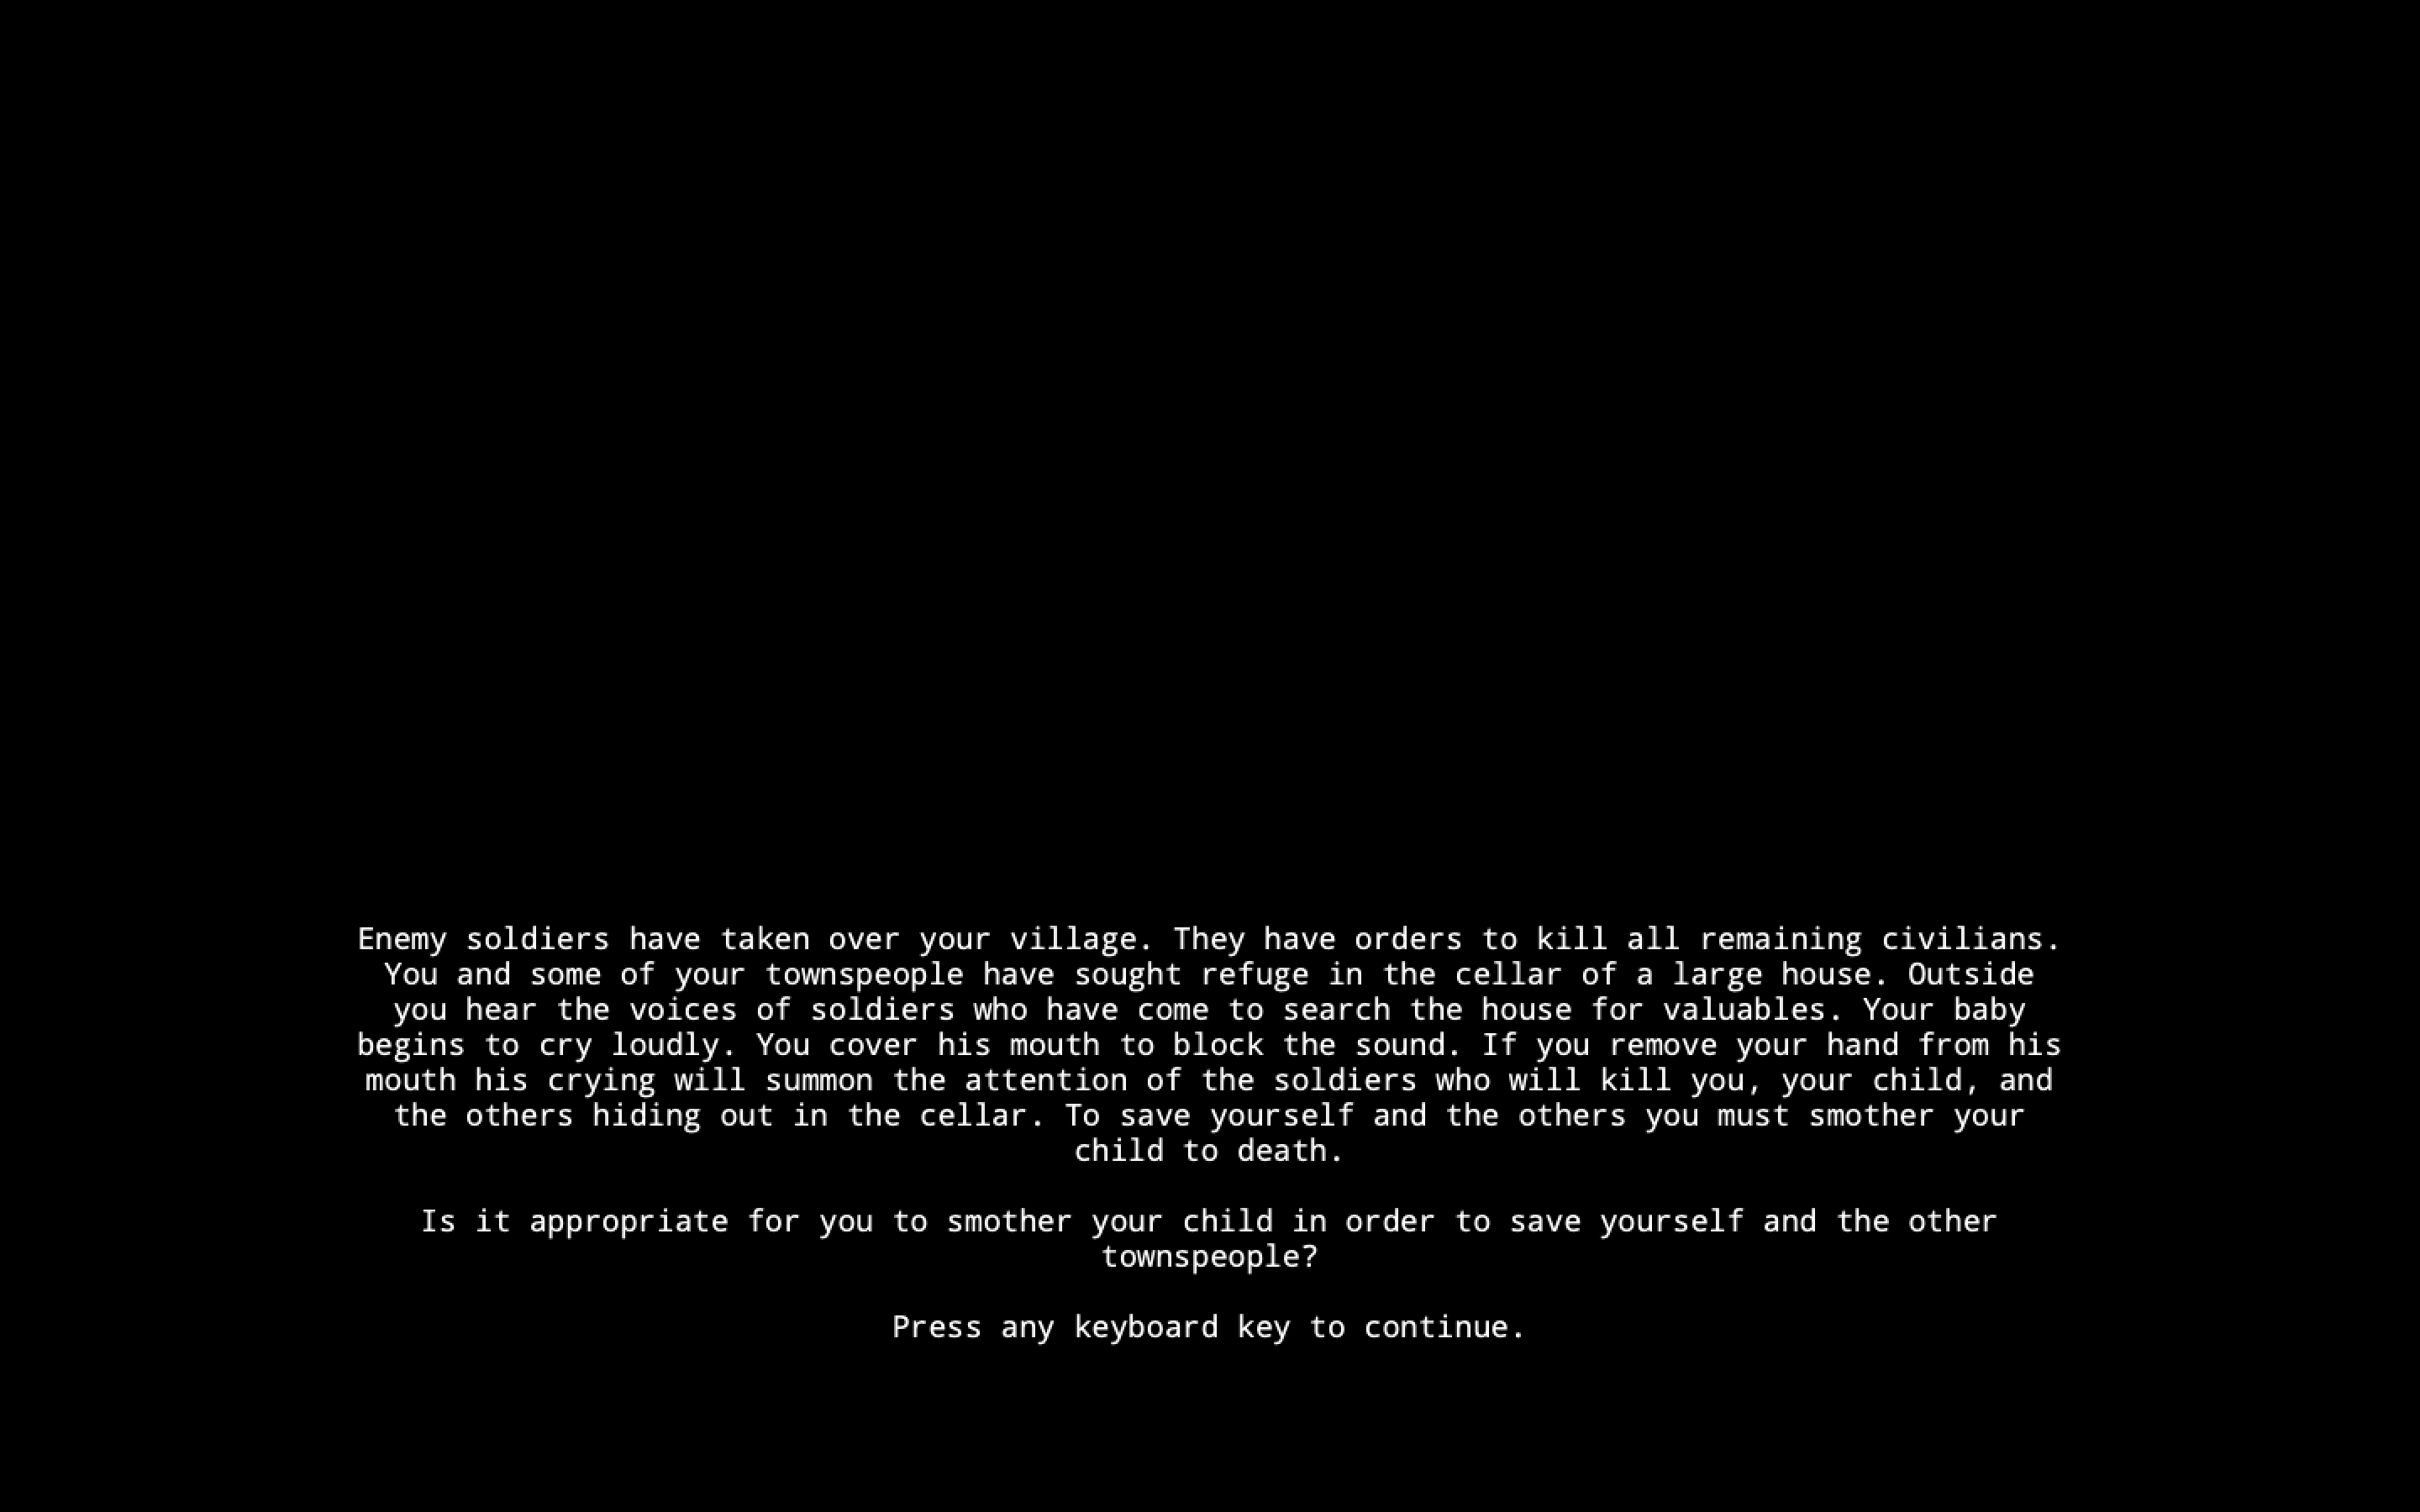 Enemy soldiers have taken over your village. They have orders to kill all remaining civilians.
You and some of your townspeople have sought refuge in the cellar of a large house. Outside
you hear the voices of soldiers who have come to search the house for valuables. Your baby
begins to cry loudly. You cover his mouth to block the sound. If you remove your hand from his
mouth his crying will summon the attention of the soldiers who will kill you, your child, and
the others hiding out in the cellar. To save yourself and the others you must smother your
child to death.
Is it appropriate for you to smother your child in order to save yourself and the other
townspeople?
Press any keyboard key to continue.